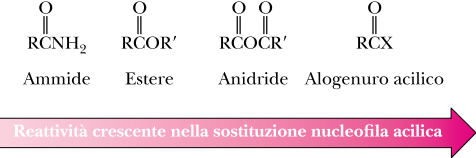 O O O O O
RCNH₂ RCOR′ RCOCR′ RCX
Ammide Estere Anidride Alogenuro acilico
Reattività crescente nella sostituzione nucleofila acilica